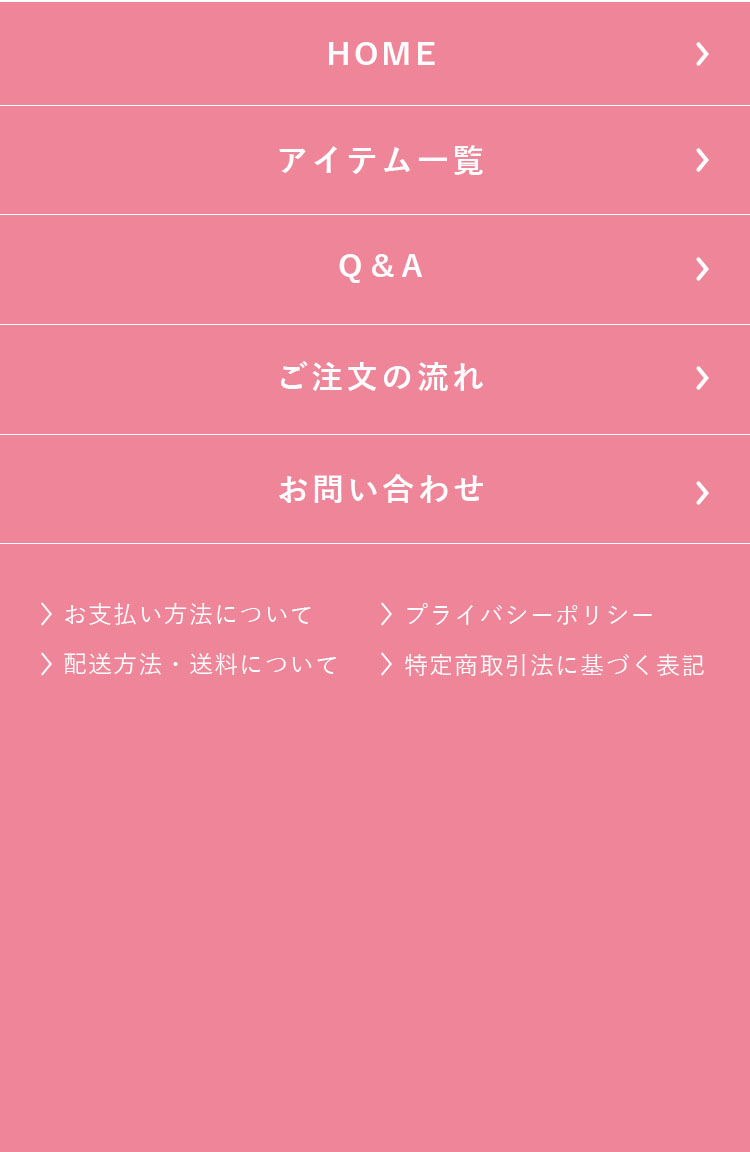 HOME
アイテム一覧
Q&A
ご注文の流れ
お問い合わせ
お支払い方法について
プライバシーポリシー
配送方法・送料について
特定商取引法に基づく表記